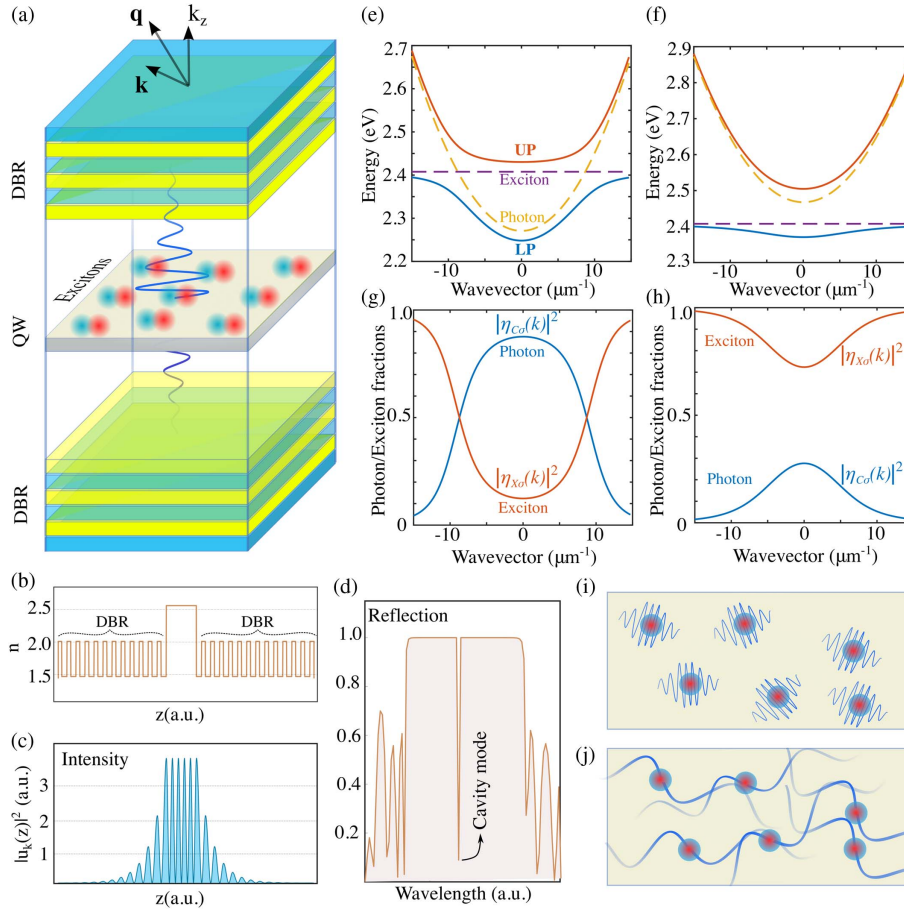 (a)
q
k_z
k
DBR
Excitons
QW
DBR
(b)
2.5
2.0
1.5
n
DBR
DBR
z(a.u.)
(c)
Intensity
3
2
1
|u_k(z)|² (a.u.)
z(a.u.)
(d)
Reflection
1.0
0.8
0.6
0.4
0.2
Cavity mode
Wavelength (a.u.)
(e)
2.7
2.6
2.5
2.4
2.3
2.2
Energy (eV)
UP
Exciton
Photon
LP
-10
0
10
Wavevector (μm⁻¹)
(f)
2.9
2.8
2.7
2.6
2.5
2.4
2.3
Energy (eV)
-10
0
10
Wavevector (μm⁻¹)
(g)
1.0
0.5
0
Photon/Exciton fractions
|η_Cσ(k)|²
Photon
|η_Xσ(k)|²
Exciton
-10
0
10
Wavevector (μm⁻¹)
(h)
1.0
0.5
0
Photon/Exciton fractions
Exciton
|η_Xσ(k)|²
Photon
|η_Cσ(k)|²
-10
0
10
Wavevector (μm⁻¹)
(i)
(j)